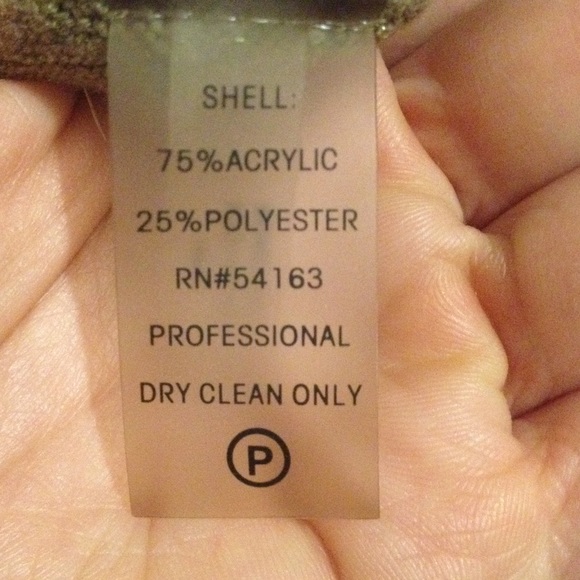 SHELL:
75%ACRYLIC
25%POLYESTER
RN#54163
PROFESSIONAL
DRY CLEAN ONLY
P